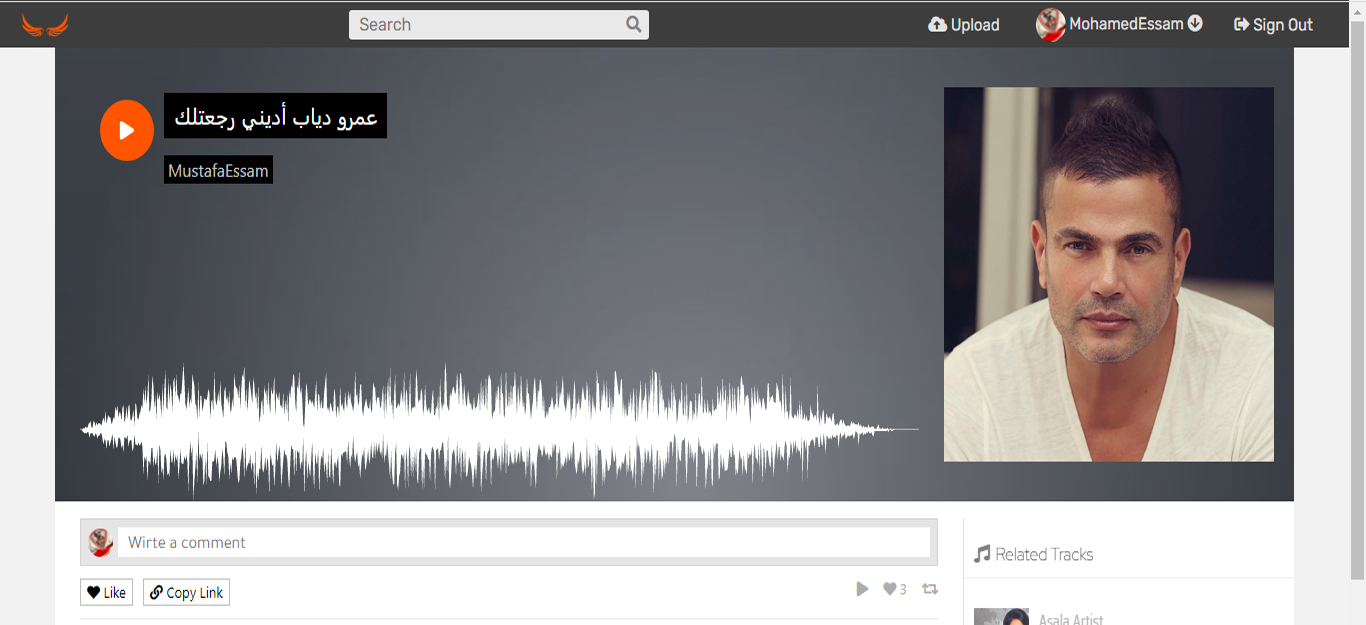 Search
Upload
MohamedEssam
Sign Out
عمرو دياب أديني رجعتلك
MustafaEssam
Wirte a comment
Like
Copy Link
3
Related Tracks
Asala Artist